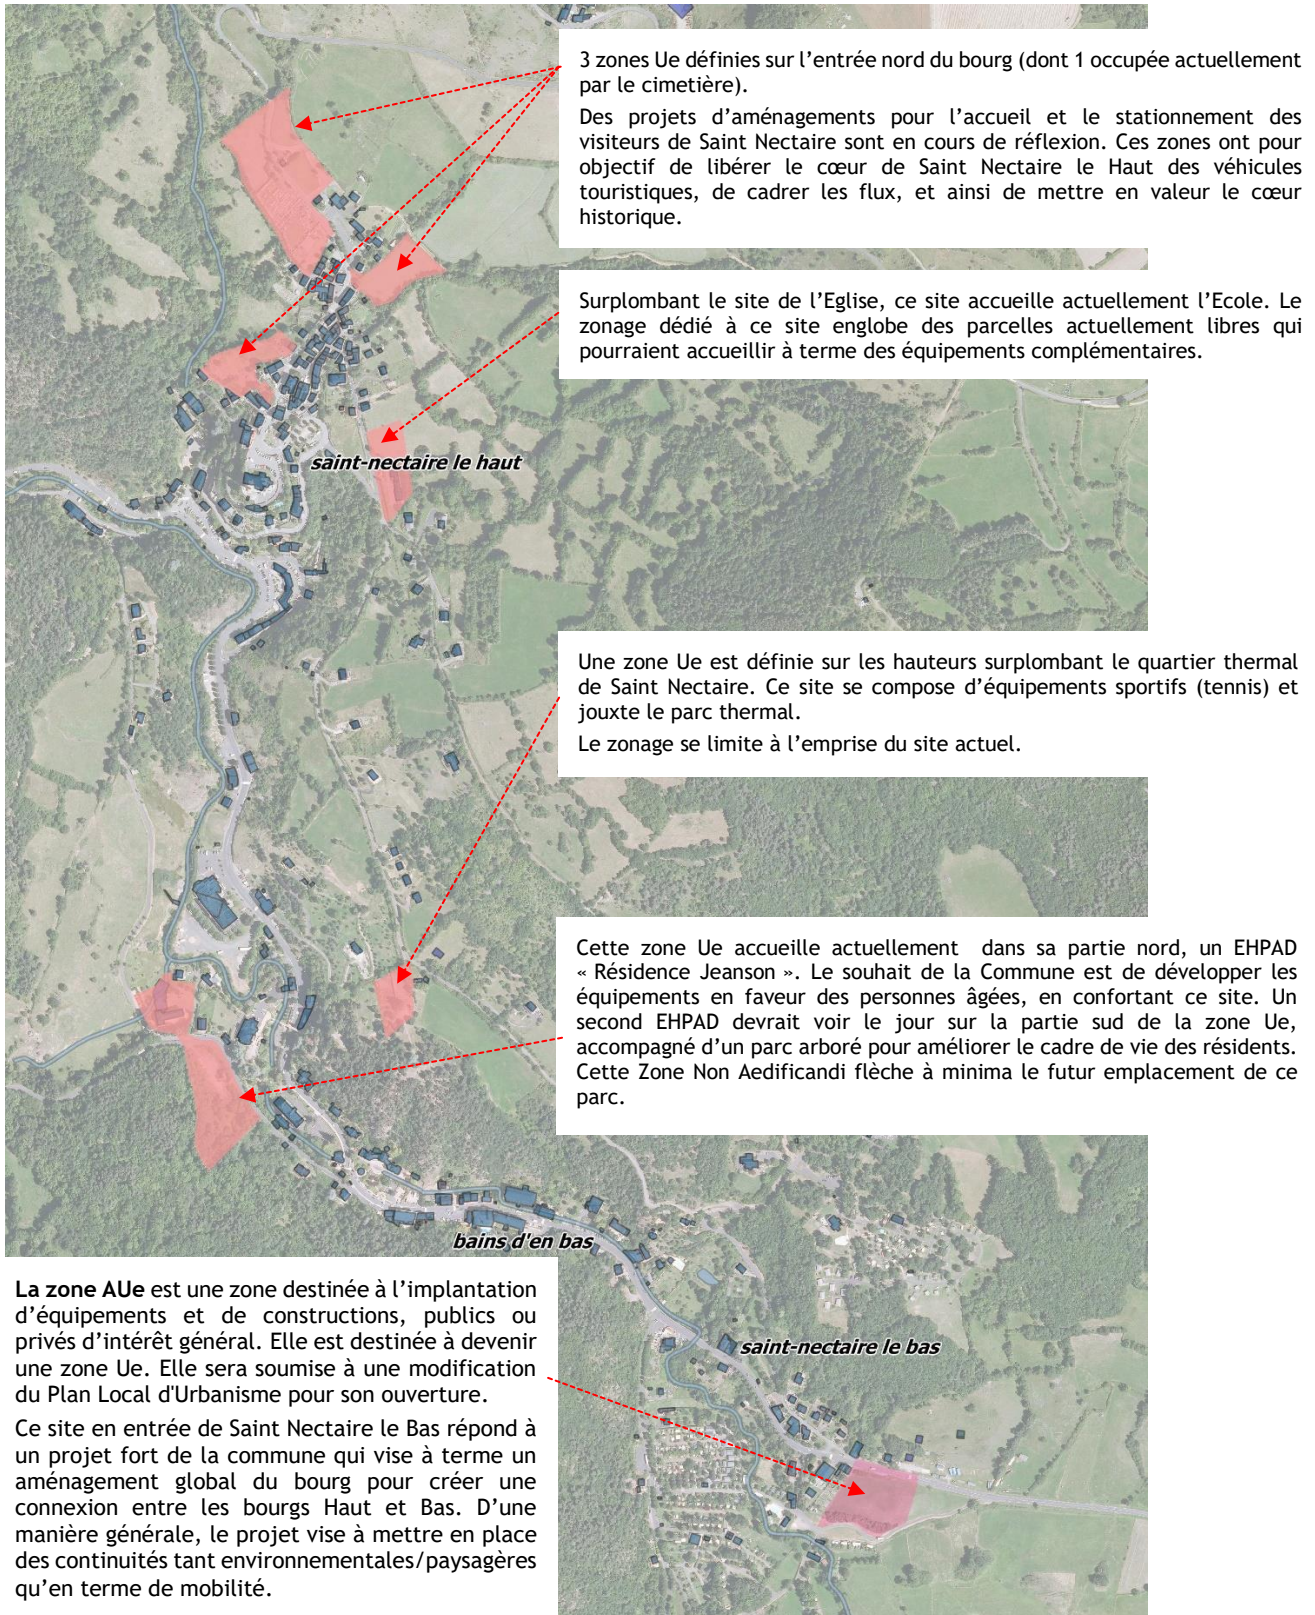 3 zones Ue définies sur l’entrée nord du bourg (dont 1 occupée actuellement
par le cimetière).
Des projets d’aménagements pour l’accueil et le stationnement des
visiteurs de Saint Nectaire sont en cours de réflexion. Ces zones ont pour
objectif de libérer le cœur de Saint Nectaire le Haut des véhicules
touristiques, de cadrer les flux, et ainsi de mettre en valeur le cœur
historique.
Surplombant le site de l’Eglise, ce site accueille actuellement l’Ecole. Le
zonage dédié à ce site englobe des parcelles actuellement libres qui
pourraient accueillir à terme des équipements complémentaires.
saint-nectaire le haut
Une zone Ue est définie sur les hauteurs surplombant le quartier thermal
de Saint Nectaire. Ce site se compose d’équipements sportifs (tennis) et
jouxte le parc thermal.
Le zonage se limite à l’emprise du site actuel.
Cette zone Ue accueille actuellement dans sa partie nord, un EHPAD
« Résidence Jeanson ». Le souhait de la Commune est de développer les
équipements en faveur des personnes âgées, en confortant ce site. Un
second EHPAD devrait voir le jour sur la partie sud de la zone Ue,
accompagné d’un parc arboré pour améliorer le cadre de vie des résidents.
Cette Zone Non Aedificandi flèche à minima le futur emplacement de ce
parc.
bains d'en bas
La zone AUe est une zone destinée à l’implantation
d’équipements et de constructions, publics ou
privés d’intérêt général. Elle est destinée à devenir
une zone Ue. Elle sera soumise à une modification
du Plan Local d'Urbanisme pour son ouverture.
Ce site en entrée de Saint Nectaire le Bas répond à
un projet fort de la commune qui vise à terme un
aménagement global du bourg pour créer une
connexion entre les bourgs Haut et Bas. D’une
manière générale, le projet vise à mettre en place
des continuités tant environnementales/paysagères
qu’en terme de mobilité.
saint-nectaire le bas